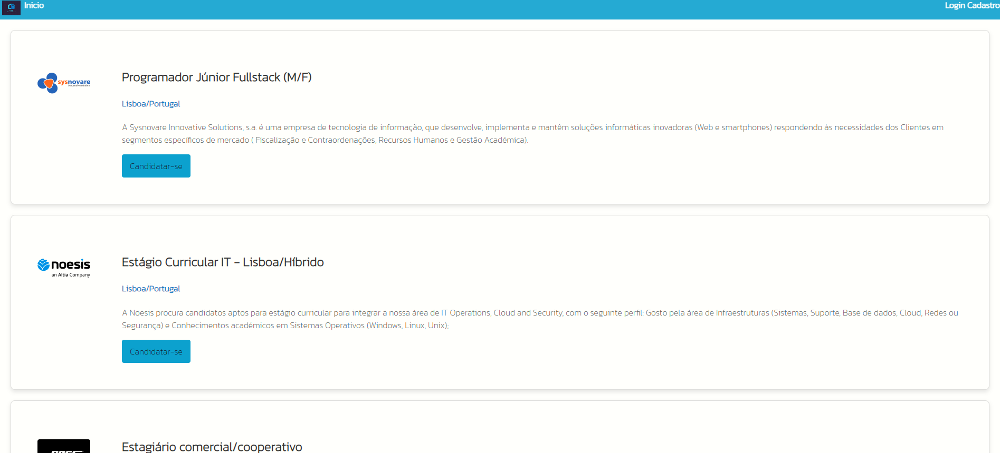 Início
Login Cadastro
sysnovare
innovative solutions
Programador Júnior Fullstack (M/F)
Lisboa/Portugal
A Sysnovare Innovative Solutions, s.a. é uma empresa de tecnologia de informação, que desenvolve, implementa e mantêm soluções informáticas inovadoras (Web e smartphones) respondendo às necessidades dos Clientes em
segmentos específicos de mercado ( Fiscalização e Contraordenações, Recursos Humanos e Gestão Académica).
Candidatar-se
noesis
an Altia Company
Estágio Curricular IT - Lisboa/Híbrido
Lisboa/Portugal
A Noesis procura candidatos aptos para estágio curricular para integrar a nossa área de IT Operations, Cloud and Security, com o seguinte perfil: Gosto pela área de Infraestruturas (Sistemas, Suporte, Base de dados, Cloud, Redes ou
Segurança) e Conhecimentos académicos em Sistemas Operativos (Windows, Linux, Unix);
Candidatar-se
Estagiário comercial/cooperativo